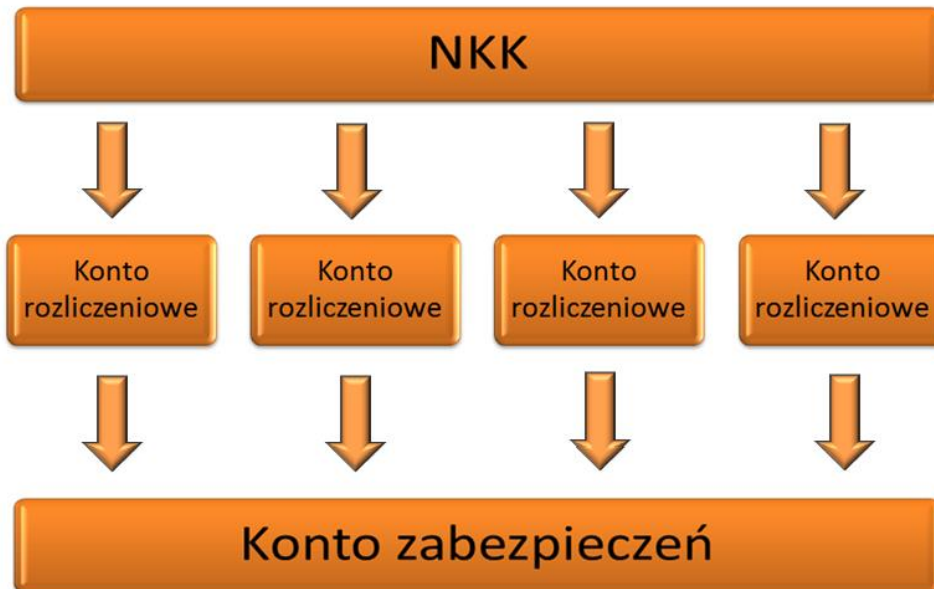 NKK
Konto
rozliczeniowe
Konto
rozliczeniowe
Konto
rozliczeniowe
Konto
rozliczeniowe
Konto zabezpieczeń